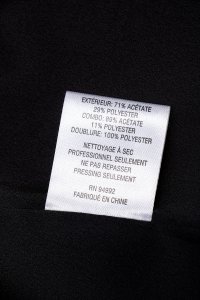 EXTÉRIEUR: 71% ACÉTATE
29% POLYESTER
COMBO: 89% ACÉTATE
11% POLYESTER
DOUBLURE: 100% POLYESTER
NETTOYAGE À SEC
PROFESSIONNEL SEULEMENT
NE PAS REPASSER
PRESSING SEULEMENT
RN 94992
FABRIQUÉ EN CHINE